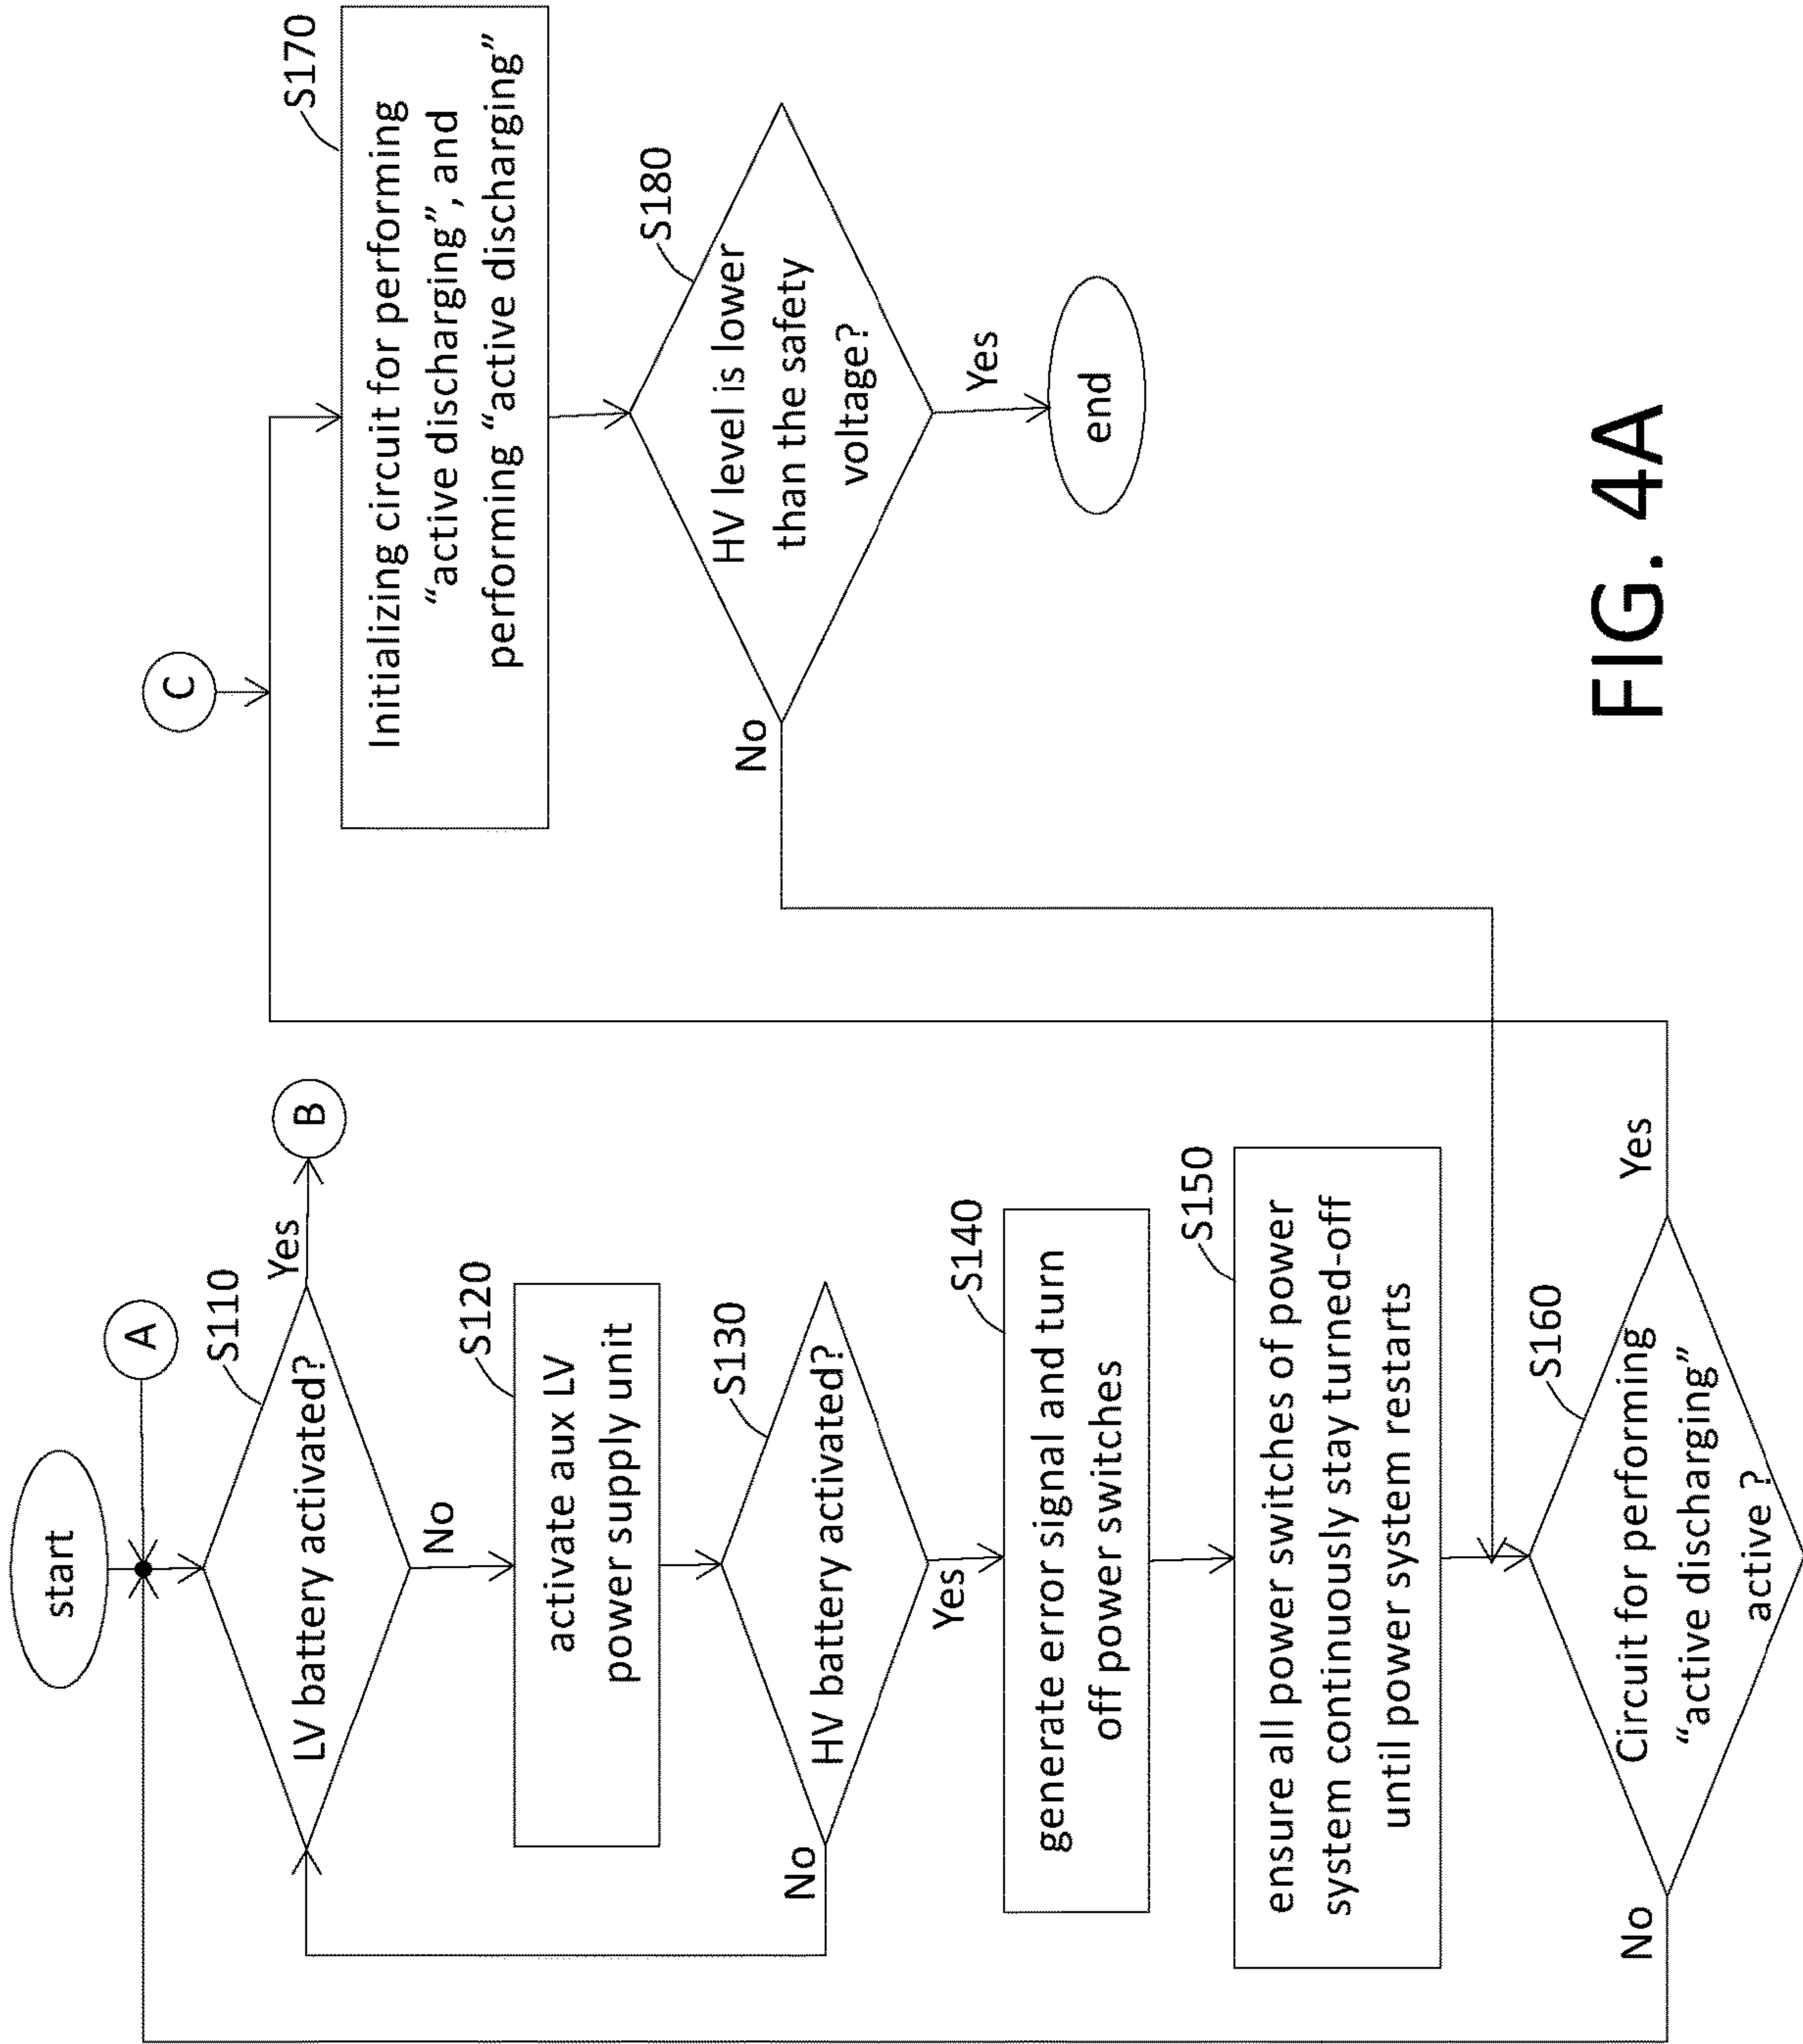 start
A
S110
LV battery activated?
Yes
B
No
S120
activate aux LV
power supply unit
S130
HV battery activated?
No
Yes
S140
generate error signal and turn
off power switches
S150
ensure all power switches of power
system continuously stay turned-off
until power system restarts
S160
Circuit for performing
“active discharging”
active ?
No
Yes
C
S170
Initializing circuit for performing
“active discharging”, and
performing “active discharging”
S180
HV level is lower
than the safety
voltage?
No
Yes
end
FIG. 4A